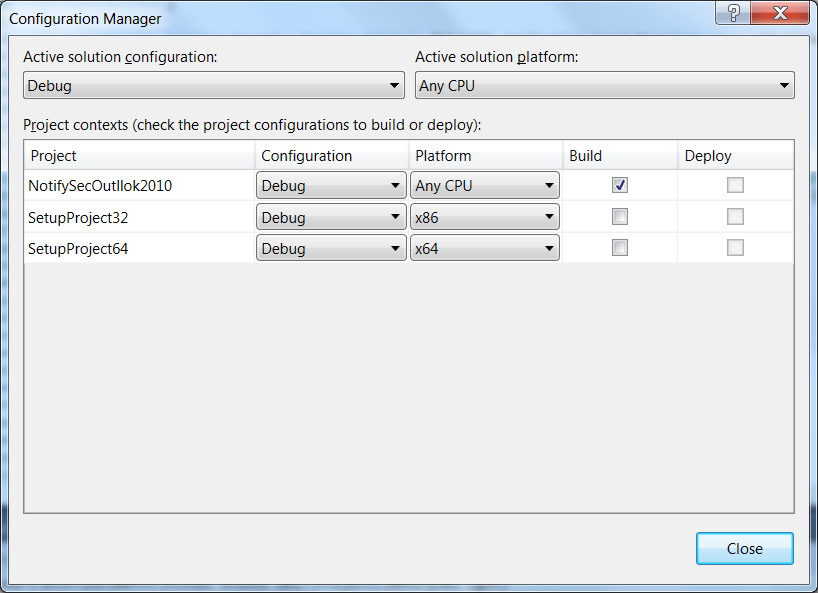 Configuration Manager
Active solution configuration: Active solution platform:
Debug Any CPU
Project contexts (check the project configurations to build or deploy):
Project Configuration Platform Build Deploy
NotifySecOutllok2010 Debug Any CPU
SetupProject32 Debug x86
SetupProject64 Debug x64
Close